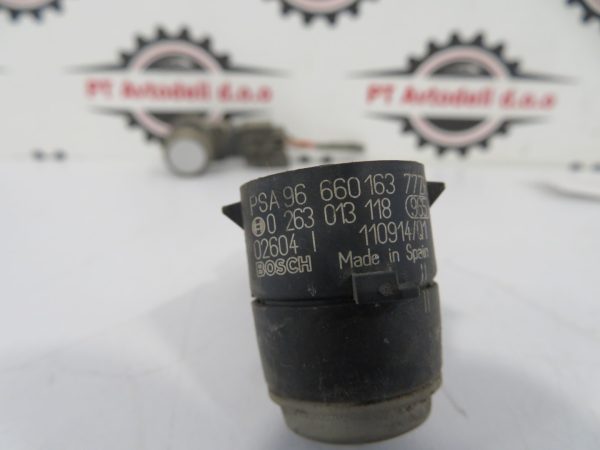 PT Avtodeli d.o.o
PT Avtodeli d.o.o
PSA 96 660 163
0 263 013 118
02604 I 110914/01
BOSCH Made in Spain